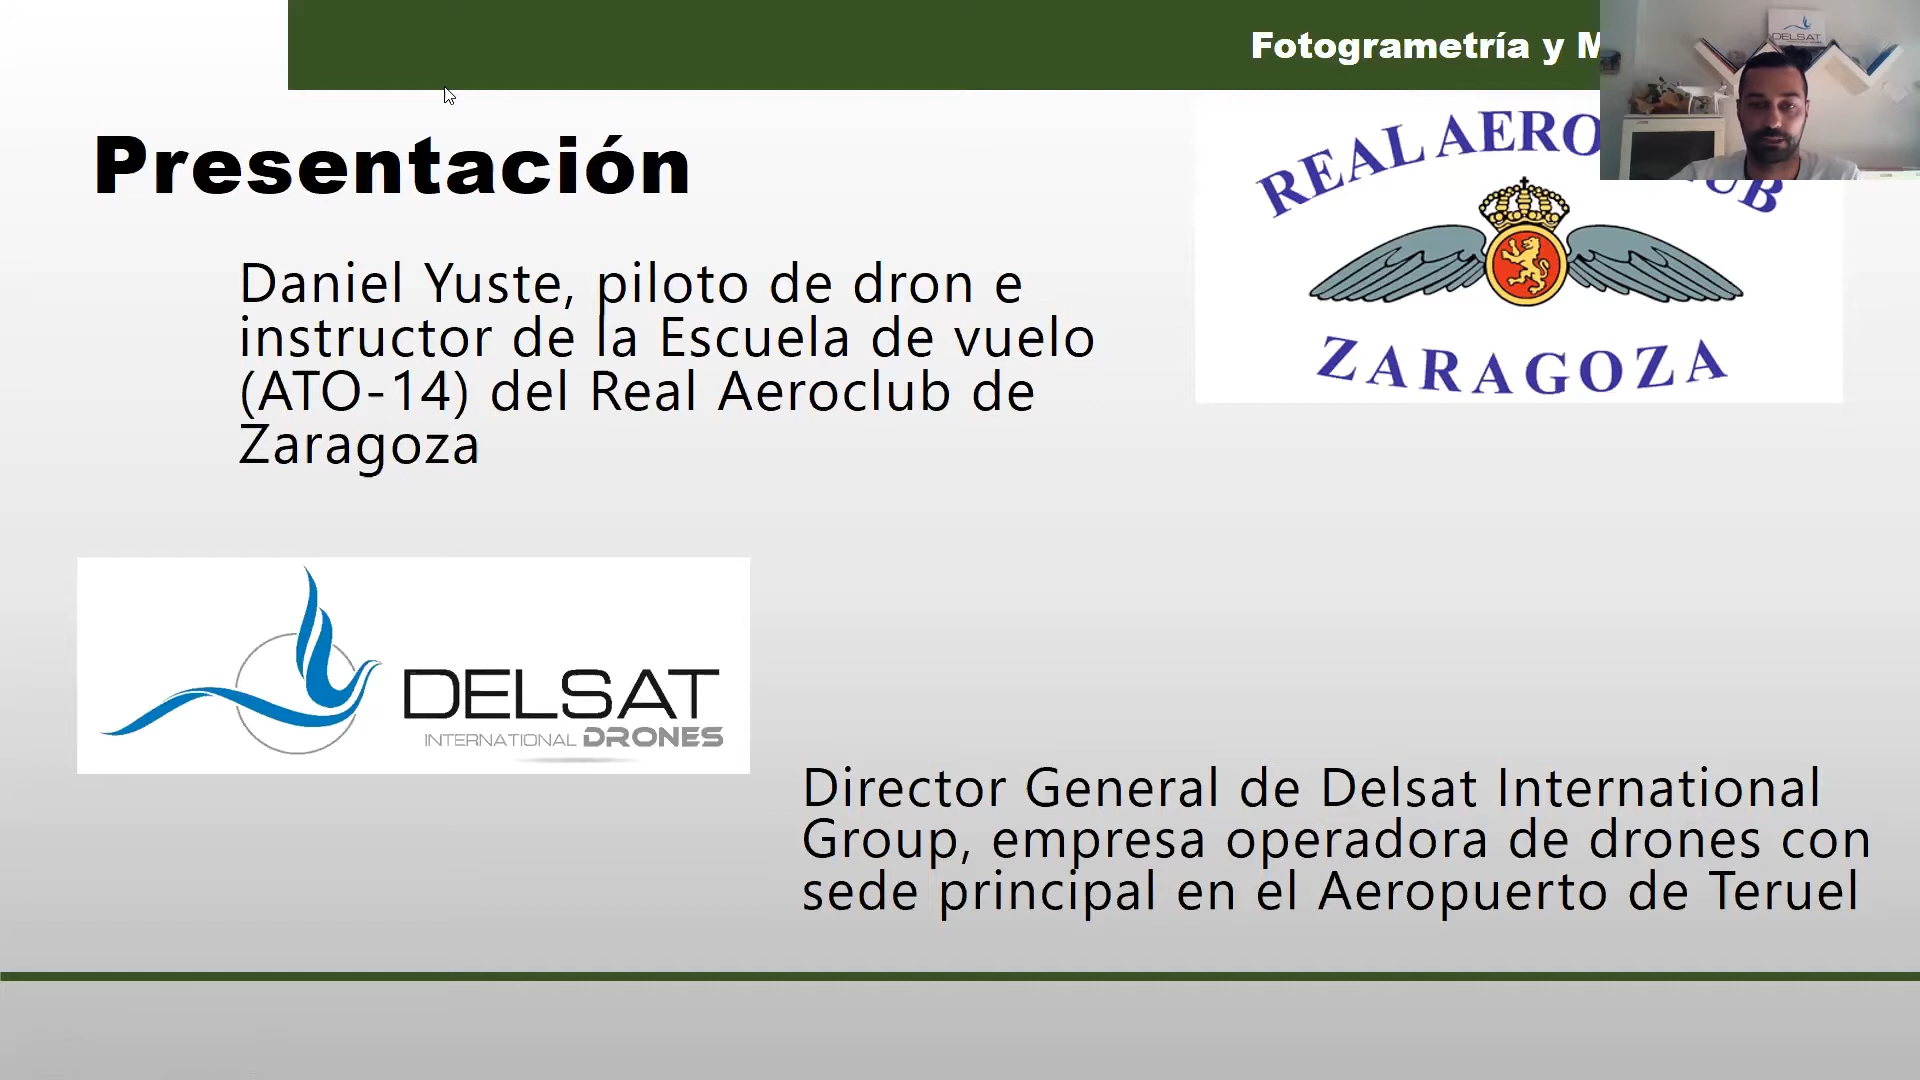 Fotogrametría y
DELSAT
Presentación
REAL AERO
ZARAGOZA
Daniel Yuste, piloto de dron e
instructor de la Escuela de vuelo
(ATO-14) del Real Aeroclub de
Zaragoza
DELSAT
INTERNATIONAL DRONES
Director General de Delsat International
Group, empresa operadora de drones con
sede principal en el Aeropuerto de Teruel